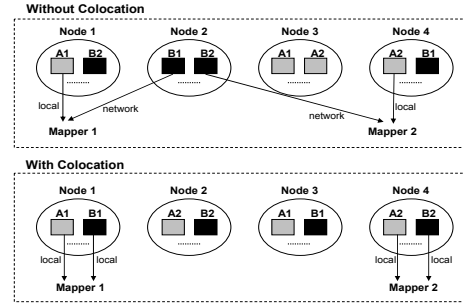 Without Colocation
Node 1 Node 2 Node 3 Node 4
A1 B2 B1 B2 A1 A2 A2 B1
.......... .......... .......... ..........
local network network local
Mapper 1 Mapper 2
With Colocation
Node 1 Node 2 Node 3 Node 4
A1 B1 A2 B2 A1 B1 A2 B2
.......... .......... .......... ..........
local local local local
Mapper 1 Mapper 2